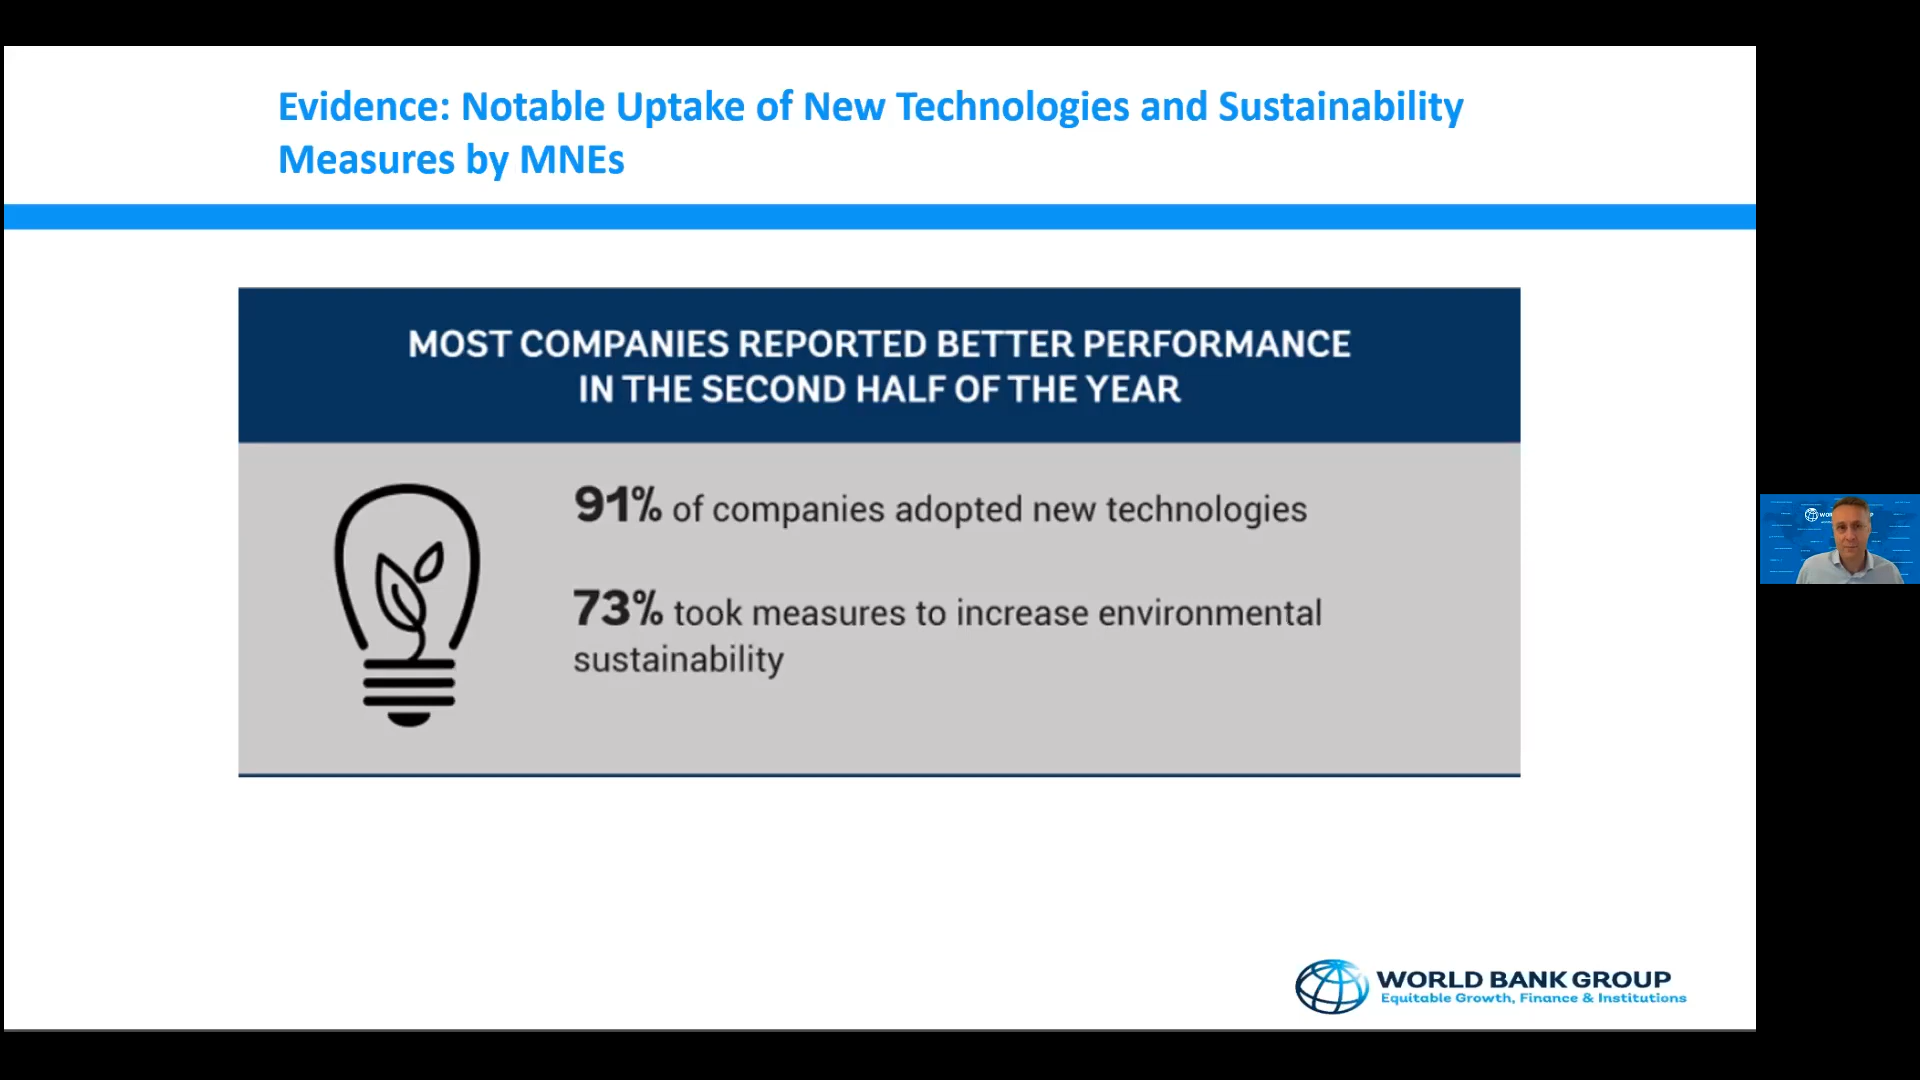 Evidence: Notable Uptake of New Technologies and Sustainability
Measures by MNEs
MOST COMPANIES REPORTED BETTER PERFORMANCE
IN THE SECOND HALF OF THE YEAR
91% of companies adopted new technologies
73% took measures to increase environmental
sustainability
WORLD BANK GROUP
Equitable Growth, Finance & Institutions